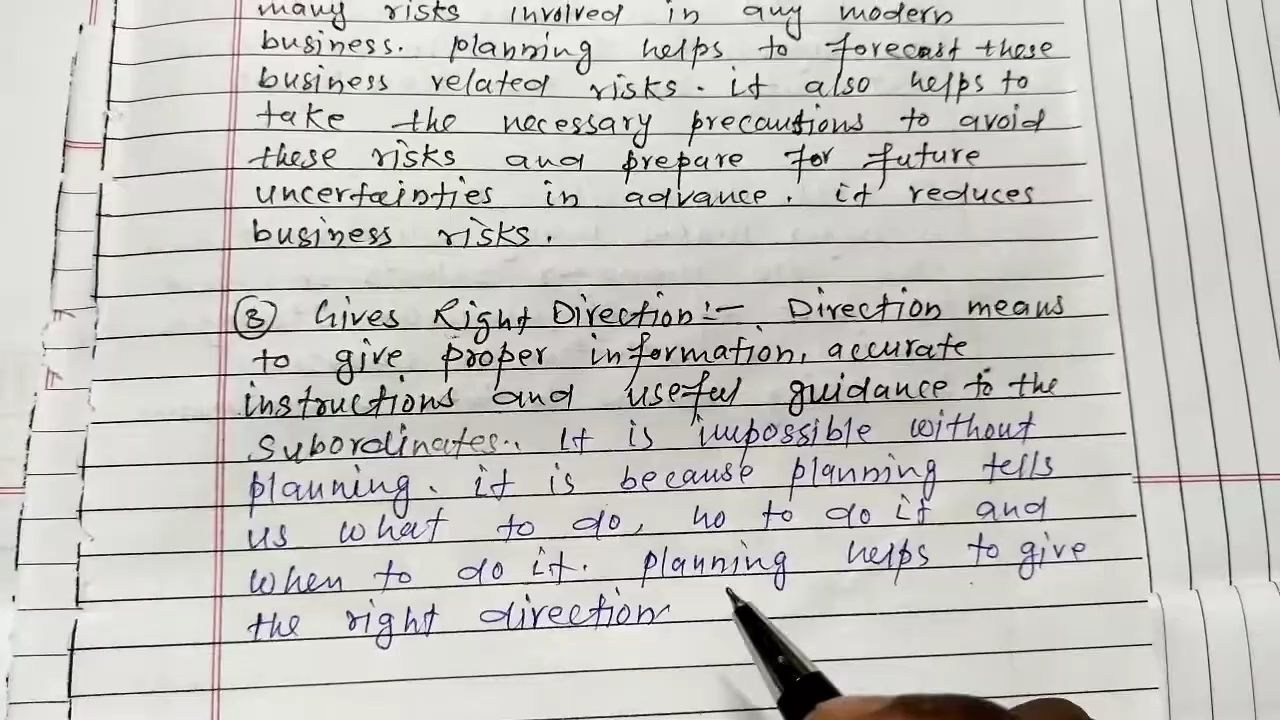 many risks involved in any modern
business. planning helps to forecast these
business related risks. it also helps to
take the necessary precautions to avoid
these risks and prepare for future
uncertainties in advance. it reduces
business risks.
③ Gives Right Direction:- Direction means
to give proper information, accurate
instructions and useful guidance to the
subordinates.. It is impossible without
planning. it is because planning tells
us what to do, ho to do it and
when to do it. planning helps to give
the right direction